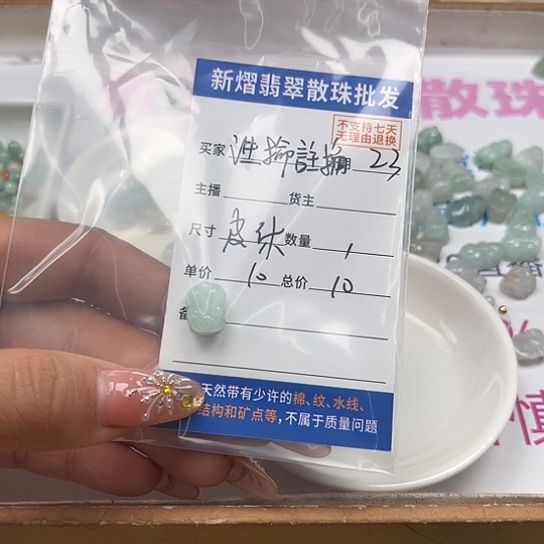 新熠翡翠散珠批发
不支持七天
无理由退换
买家 23
主播 货主
尺寸 皮珠 数量 1
单价 10 总价 10
备
天然带有少许的棉、纹、水线、
结构和矿点等，不属于质量问题
散珠
慎